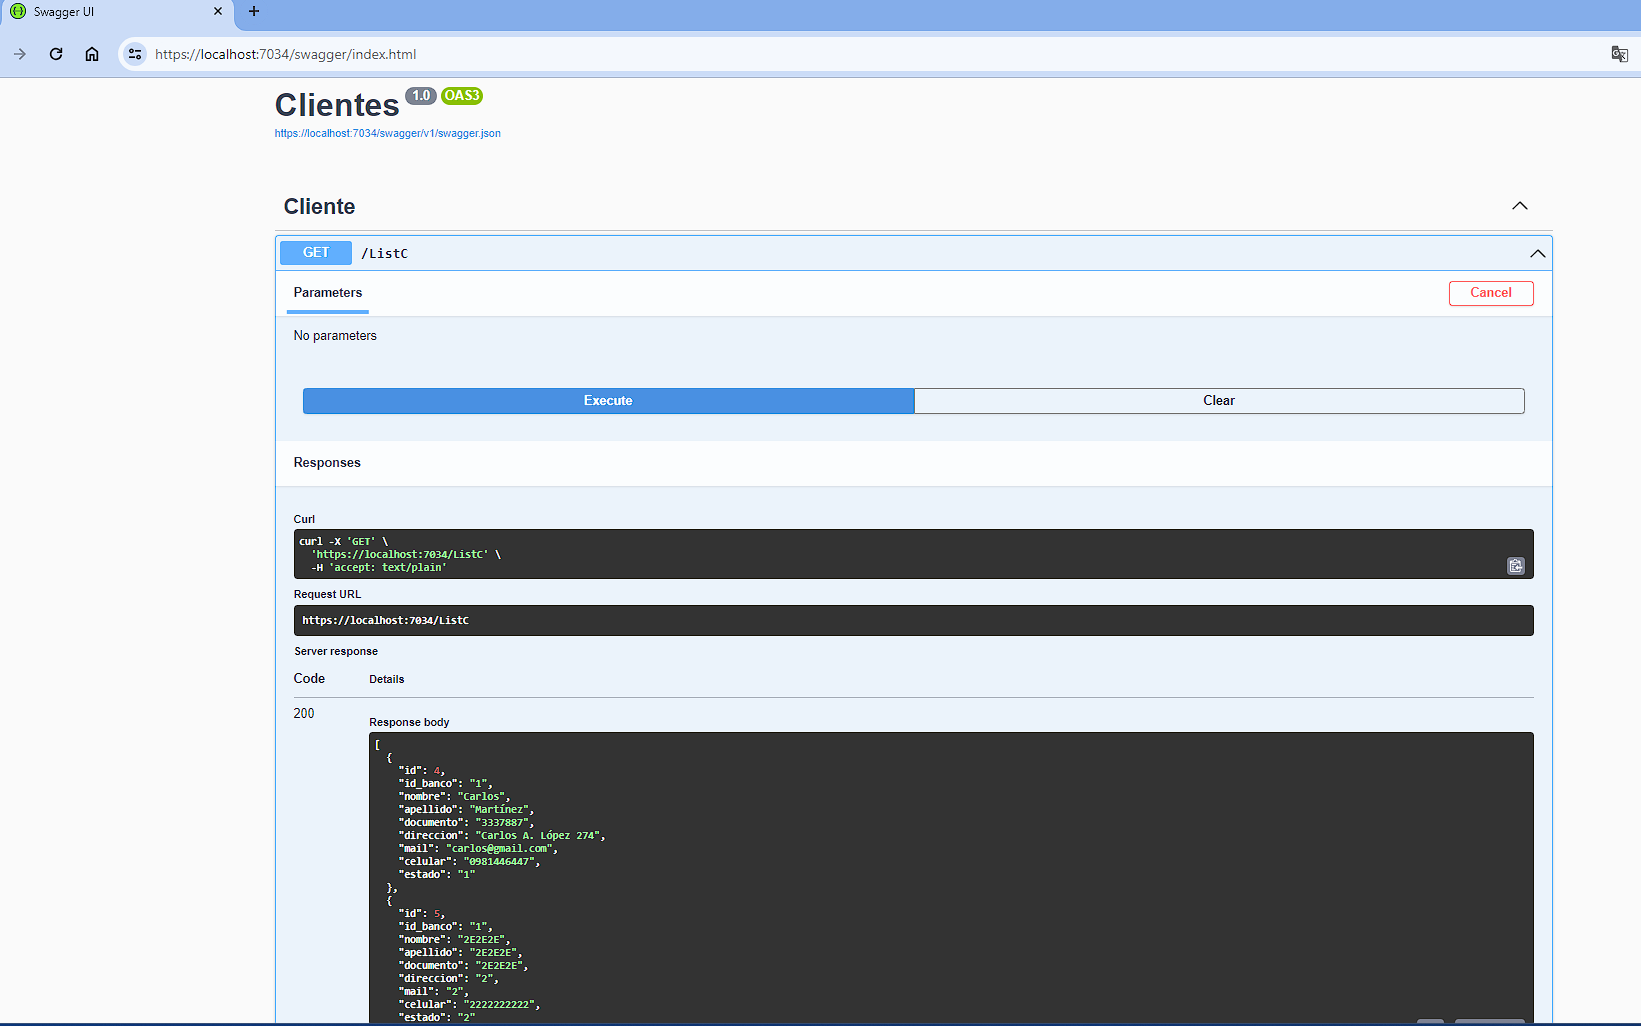 Swagger UI
https://localhost:7034/swagger/index.html
Clientes 1.0 OAS3
https://localhost:7034/swagger/v1/swagger.json
Cliente
GET /ListC
Parameters
Cancel
No parameters
Execute
Clear
Responses
Curl
curl -X 'GET' \
'https://localhost:7034/ListC' \
-H 'accept: text/plain'
Request URL
https://localhost:7034/ListC
Server response
Code Details
200
Response body
[
{
"id": 4,
"id_banco": "1",
"nombre": "Carlos",
"apellido": "Martínez",
"documento": "3337887",
"direccion": "Carlos A. López 274",
"mail": "carlos@gmail.com",
"celular": "0981446447",
"estado": "1"
},
{
"id": 5,
"id_banco": "1",
"nombre": "2E2E2E",
"apellido": "2E2E2E",
"documento": "2E2E2E",
"direccion": "2",
"mail": "2",
"celular": "2222222222",
"estado": "2"